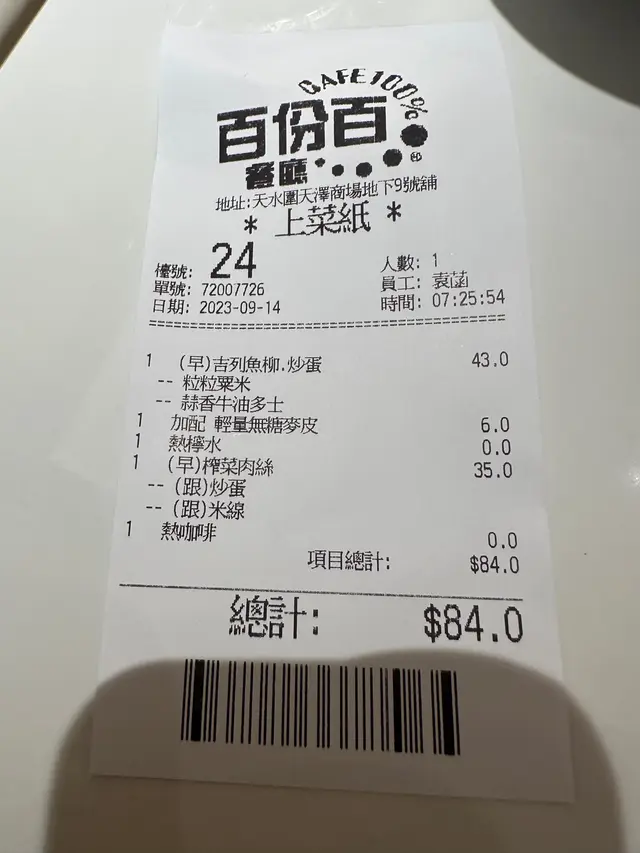 CAFE 100%
百份百
餐廳
地址:天水圍天澤商場地下9號舖
* 上菜紙 *
檯號: 24 人數: 1
單號: 72007726 員工: 袁菡
日期: 2023-09-14 時間: 07:25:54
1 (早)吉列魚柳.炒蛋 43.0
-- 粒粒粟米
-- 蒜香牛油多士
1 加配 輕量無糖麥皮 6.0
1 熱檸水 0.0
1 (早)榨菜肉絲 35.0
-- (跟)炒蛋
-- (跟)米線
1 熱咖啡 0.0
項目總計: $84.0
總計: $84.0